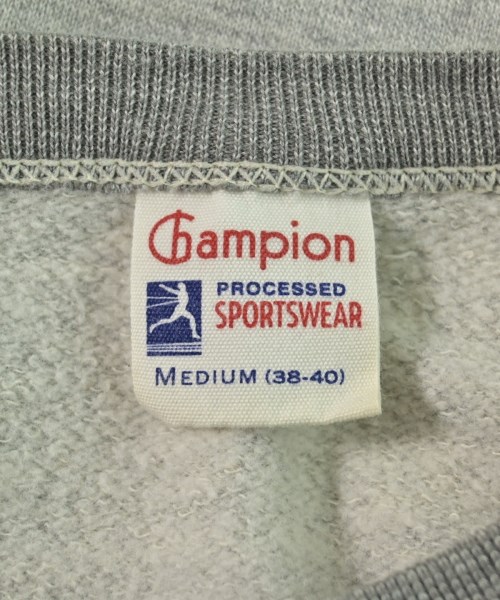 Champion
PROCESSED
SPORTSWEAR
MEDIUM (38-40)